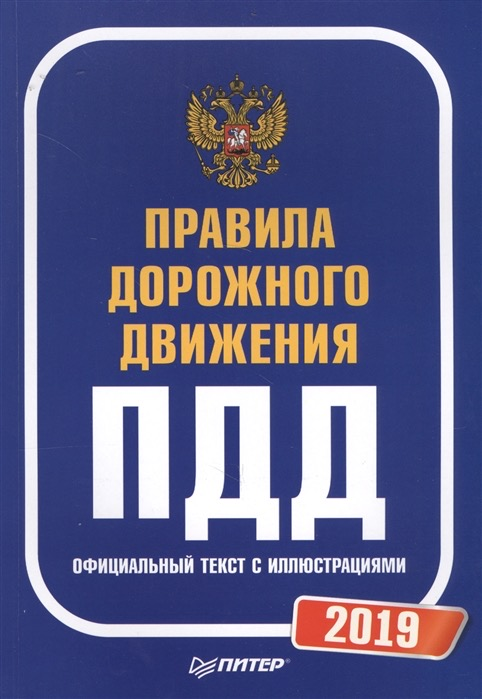 ПРАВИЛА
ДОРОЖНОГО
ДВИЖЕНИЯ
ПДД
ОФИЦИАЛЬНЫЙ ТЕКСТ С ИЛЛЮСТРАЦИЯМИ
2019
ПИТЕР®